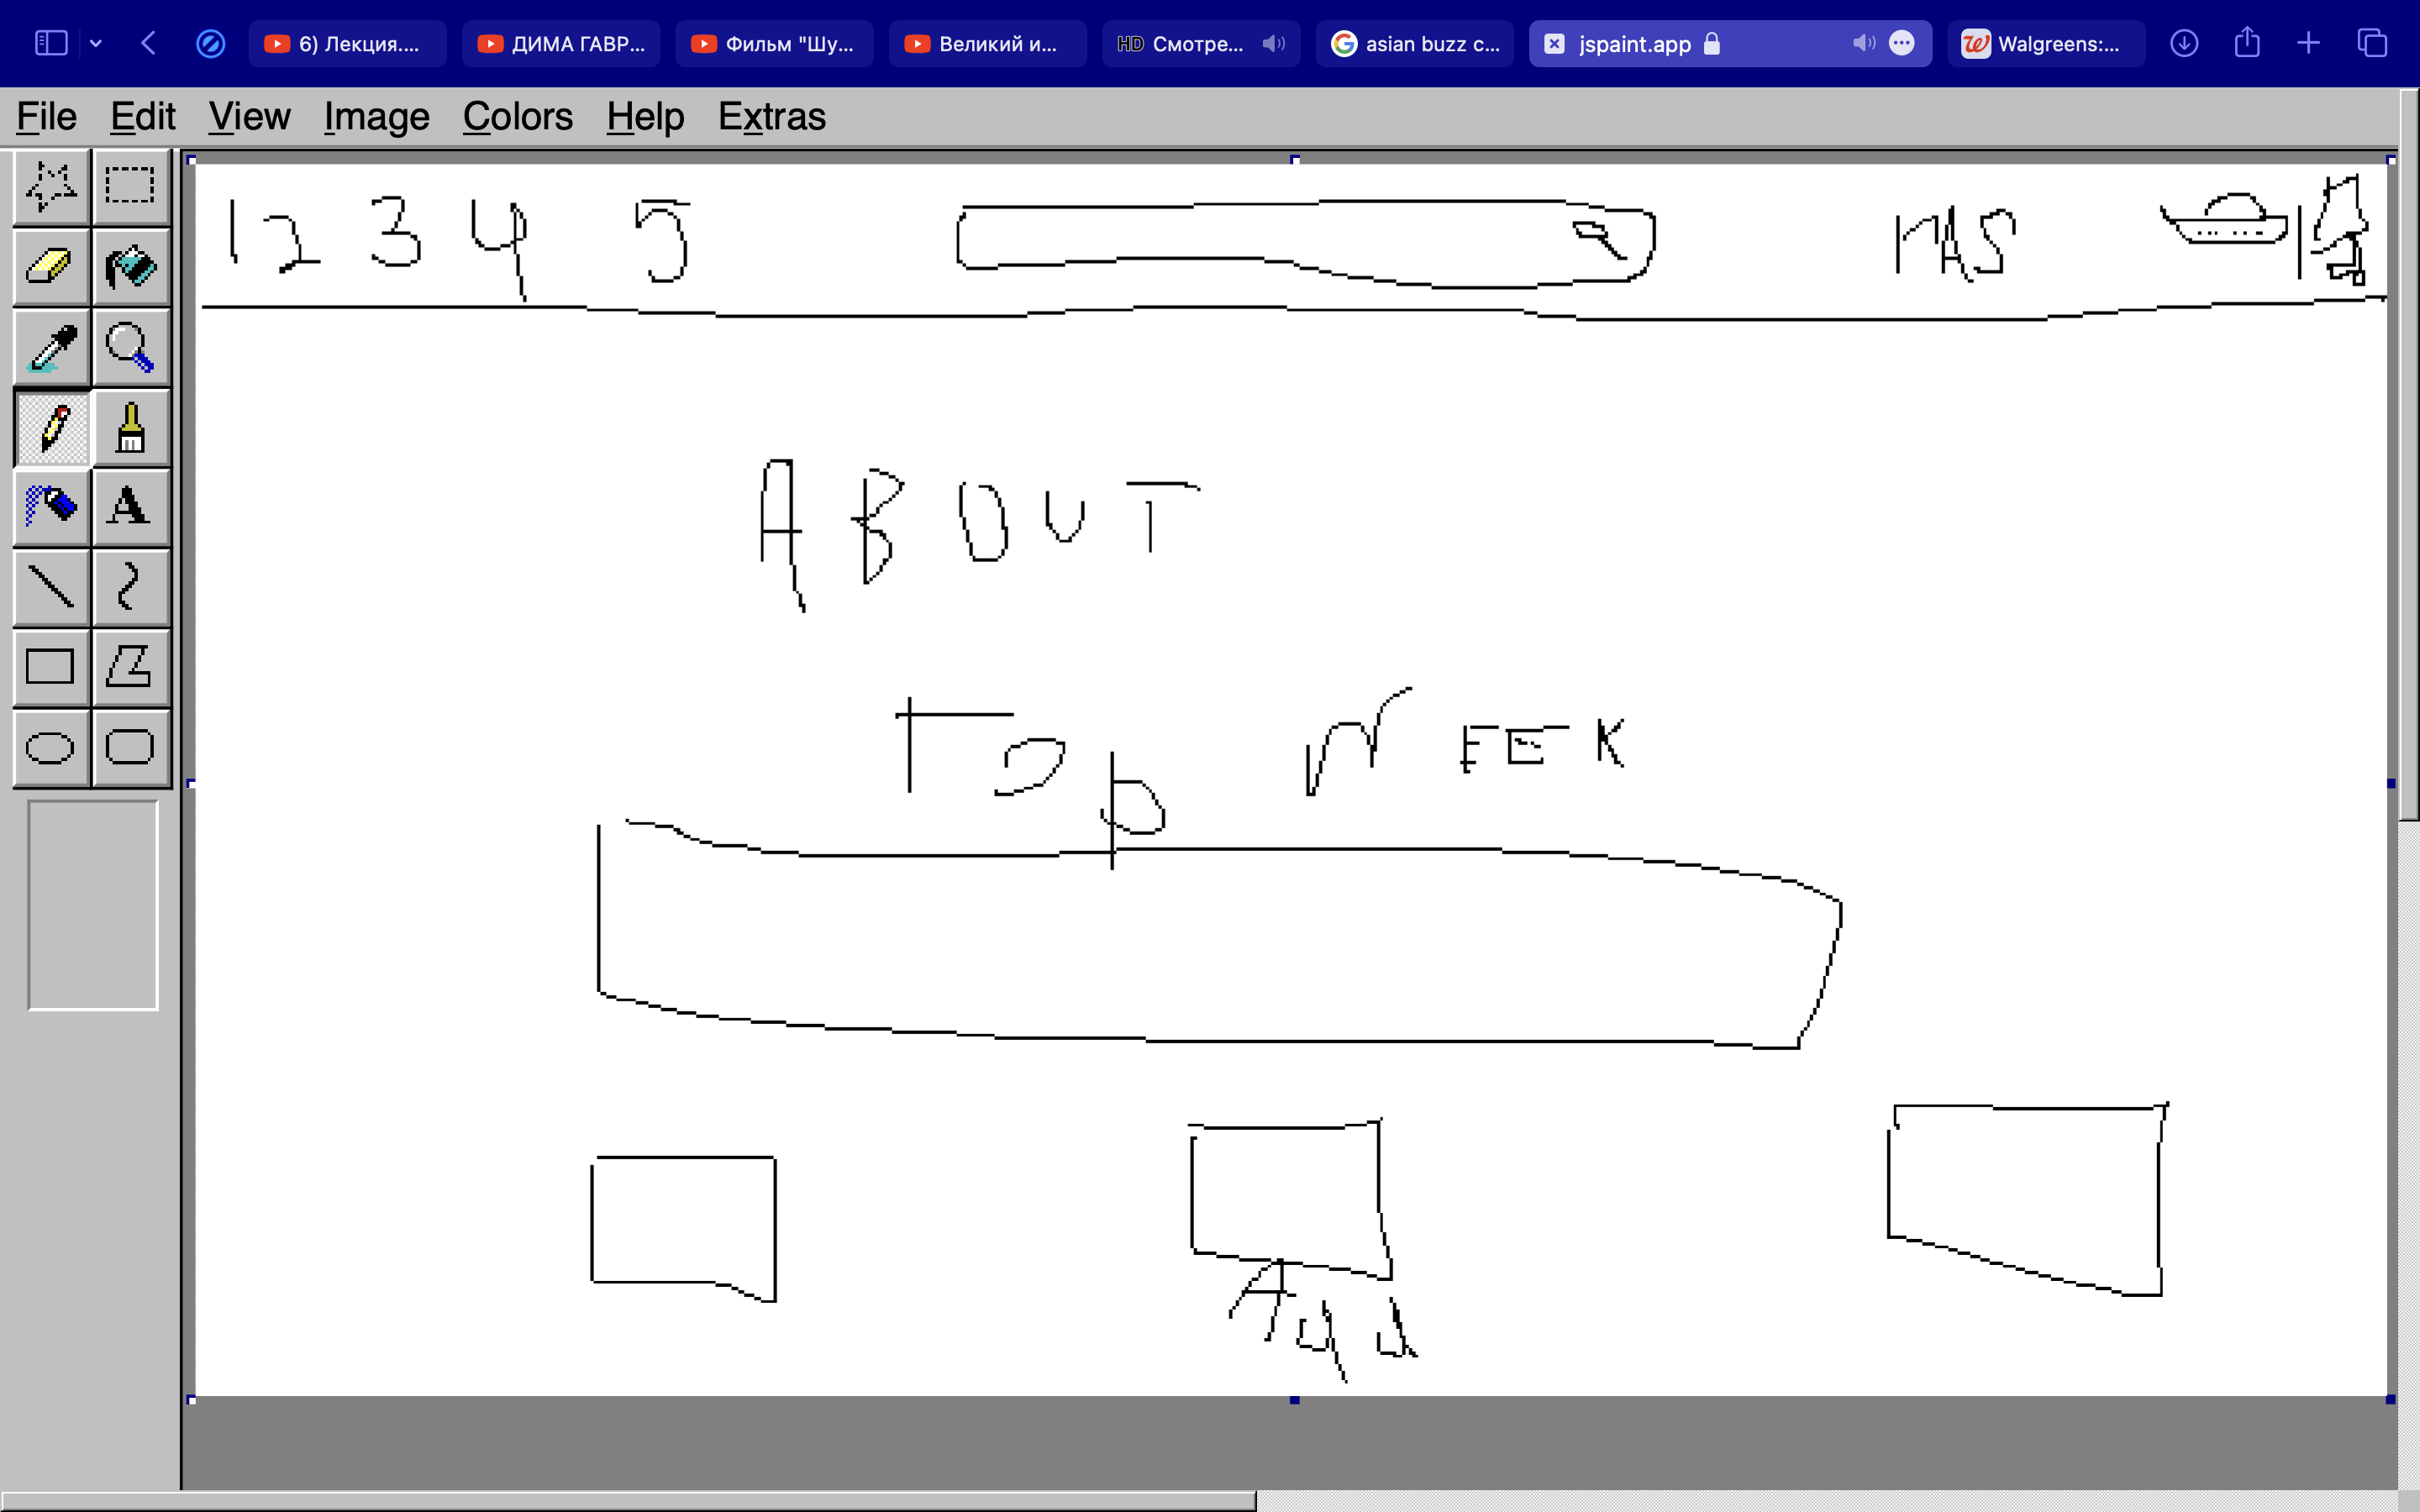 6) Лекция.... ДИМА ГАВР... Фильм "Шу... Великий и... HD Смотре... asian buzz c... jspaint.app Walgreens:...
File Edit View Image Colors Help Extras
1 2 3 4 5
ABOUT
Top WEEK
A